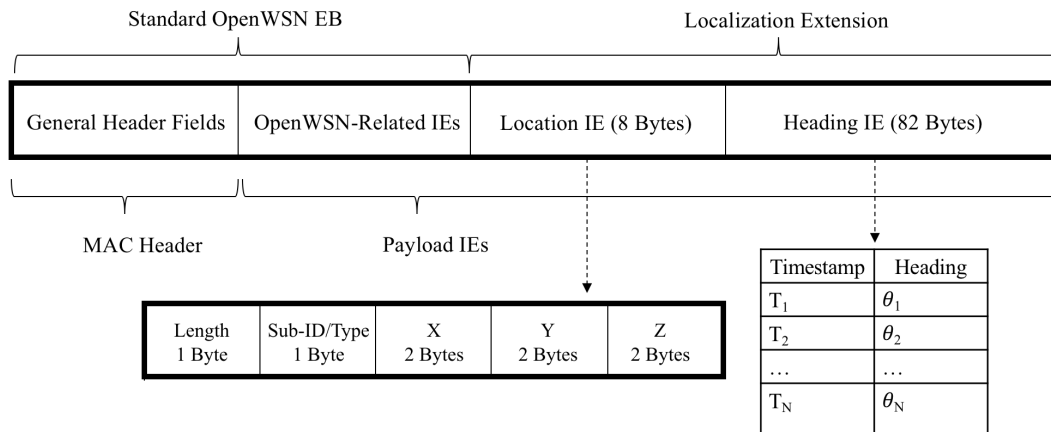 Standard OpenWSN EB
Localization Extension
General Header Fields
OpenWSN-Related IEs
Location IE (8 Bytes)
Heading IE (82 Bytes)
MAC Header
Payload IEs
Timestamp Heading
T1 θ1
T2 θ2
… …
TN θN
Length
1 Byte
Sub-ID/Type
1 Byte
X
2 Bytes
Y
2 Bytes
Z
2 Bytes